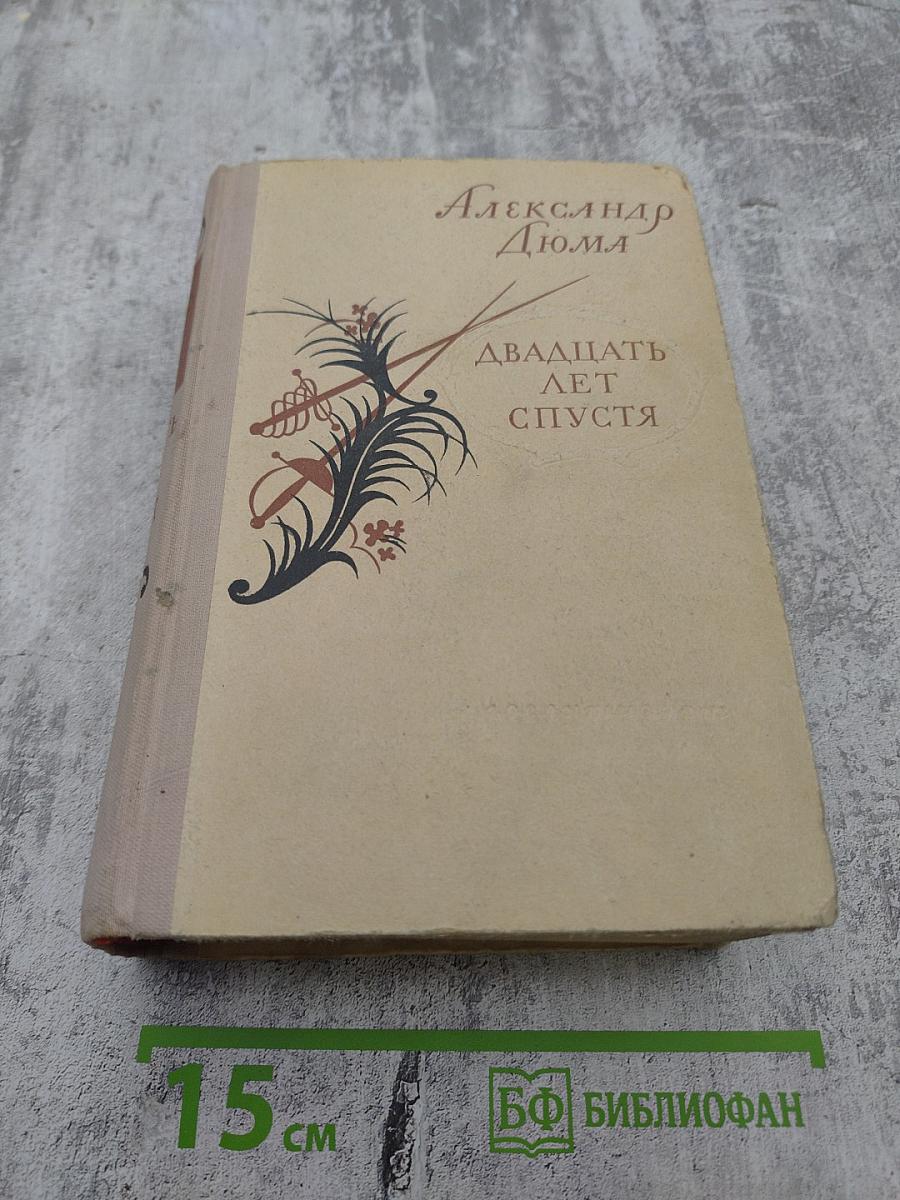 Александр
Дюма
ДВАДЦАТЬ
ЛЕТ
СПУСТЯ
15 см
БФ БИБЛИОФАН